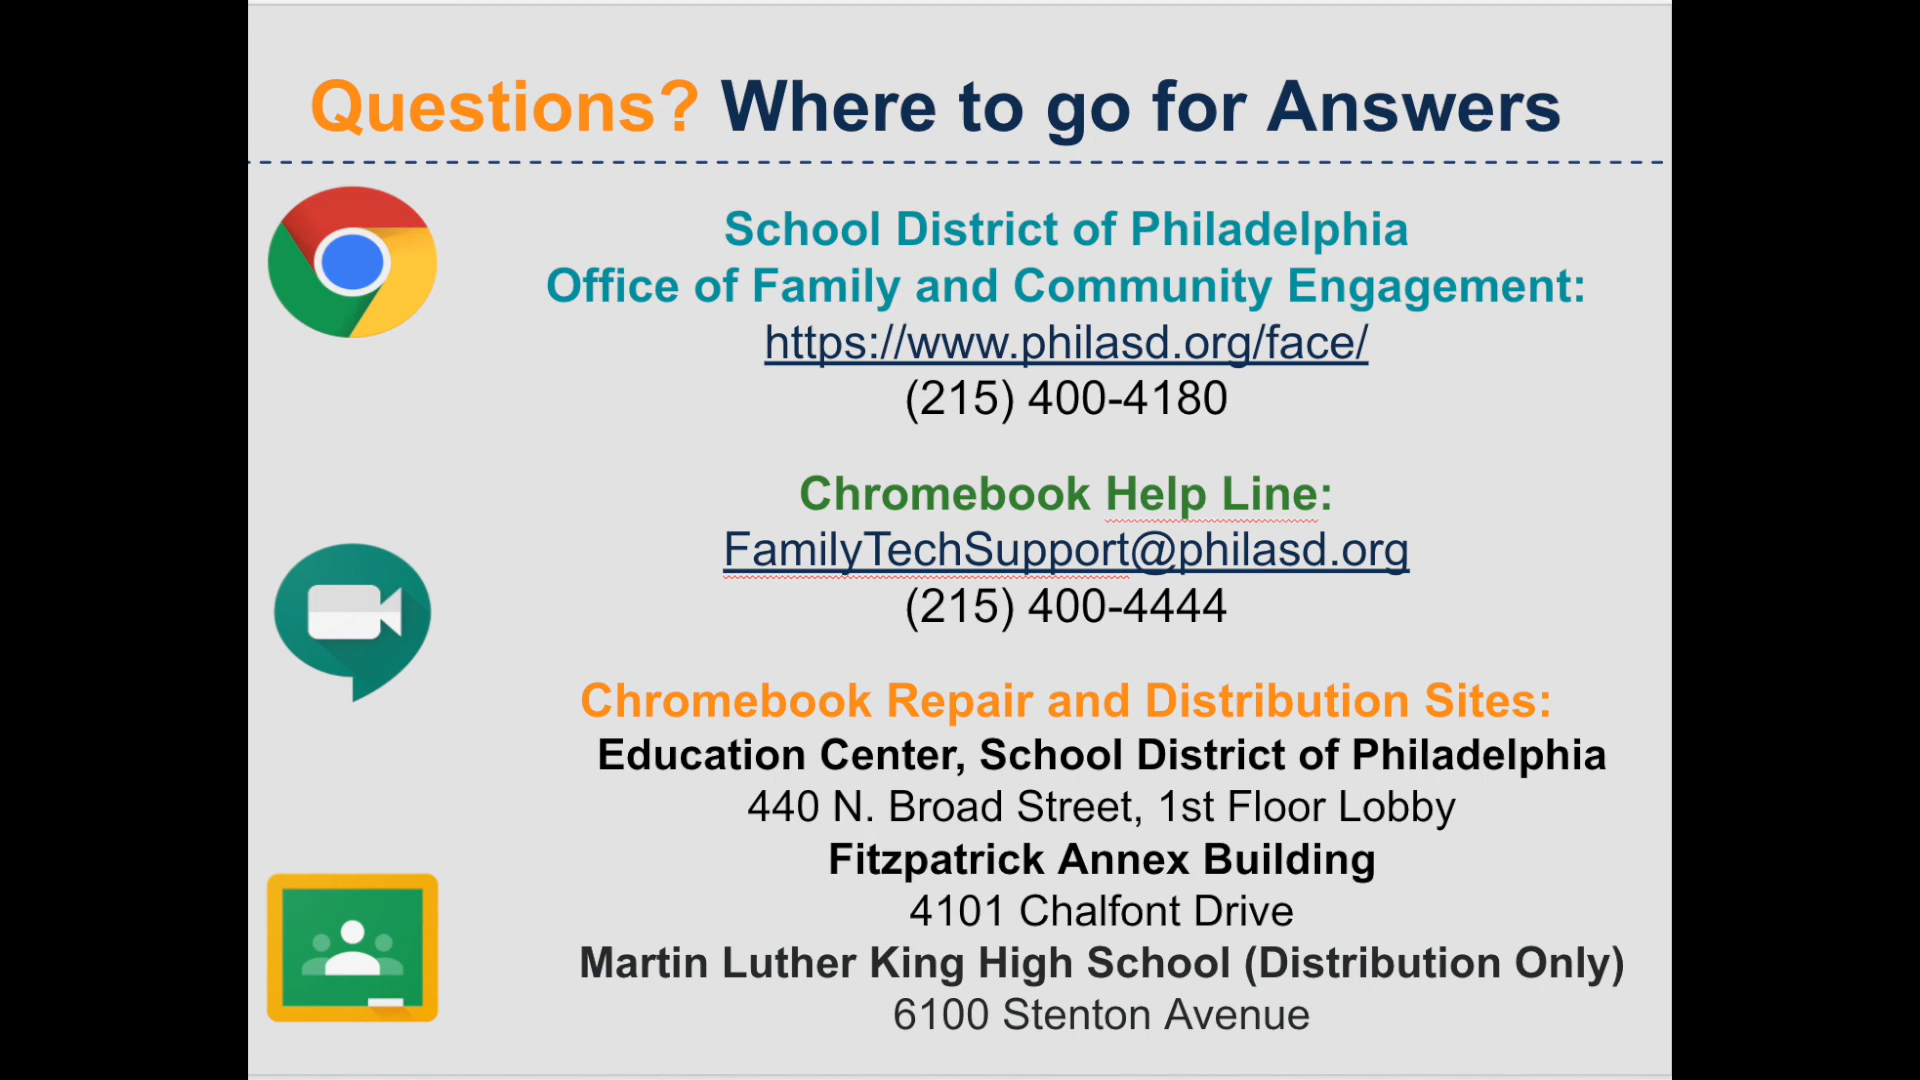 Questions? Where to go for Answers
School District of Philadelphia
Office of Family and Community Engagement:
https://www.philasd.org/face/
(215) 400-4180
Chromebook Help Line:
FamilyTechSupport@philasd.org
(215) 400-4444
Chromebook Repair and Distribution Sites:
Education Center, School District of Philadelphia
440 N. Broad Street, 1st Floor Lobby
Fitzpatrick Annex Building
4101 Chalfont Drive
Martin Luther King High School (Distribution Only)
6100 Stenton Avenue